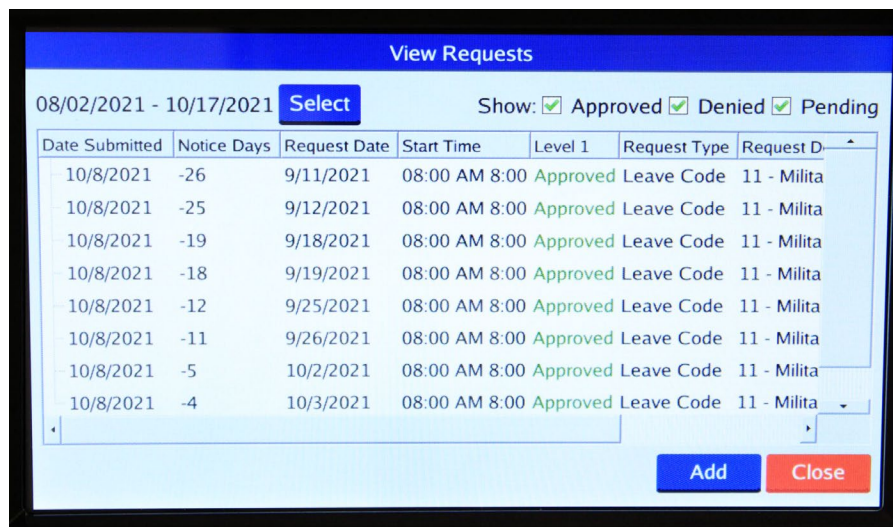 View Requests
08/02/2021 - 10/17/2021 Select Show: Approved Denied Pending
Date Submitted Notice Days Request Date Start Time Level 1 Request Type Request D
10/8/2021 -26 9/11/2021 08:00 AM 8:00 Approved Leave Code 11 - Milita
10/8/2021 -25 9/12/2021 08:00 AM 8:00 Approved Leave Code 11 - Milita
10/8/2021 -19 9/18/2021 08:00 AM 8:00 Approved Leave Code 11 - Milita
10/8/2021 -18 9/19/2021 08:00 AM 8:00 Approved Leave Code 11 - Milita
10/8/2021 -12 9/25/2021 08:00 AM 8:00 Approved Leave Code 11 - Milita
10/8/2021 -11 9/26/2021 08:00 AM 8:00 Approved Leave Code 11 - Milita
10/8/2021 -5 10/2/2021 08:00 AM 8:00 Approved Leave Code 11 - Milita
10/8/2021 -4 10/3/2021 08:00 AM 8:00 Approved Leave Code 11 - Milita
Add Close